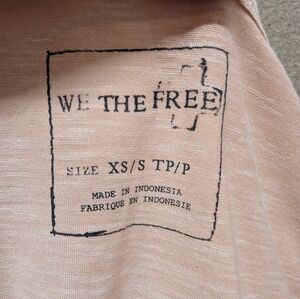 WE THE FREE
SIZE XS/S TP/P
MADE IN INDONESIA
FABRIQUE EN INDONESIE